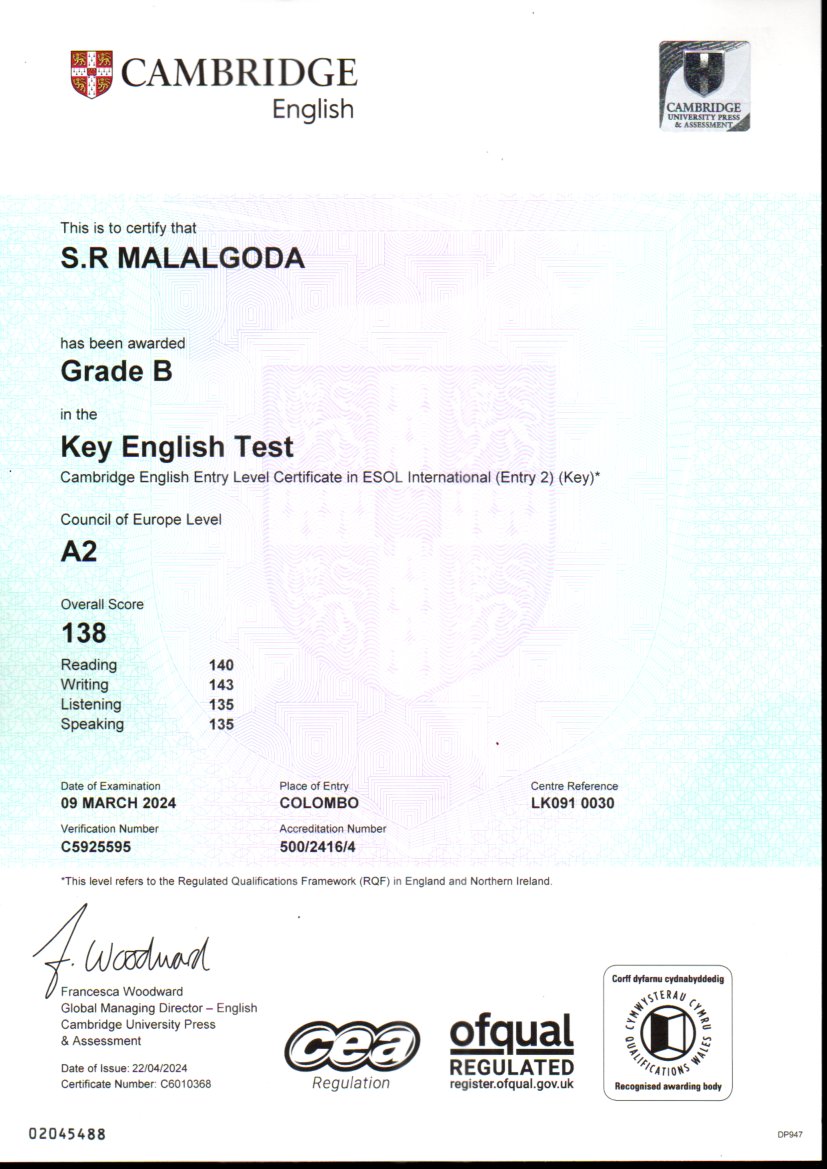 CAMBRIDGE
English
CAMBRIDGE
UNIVERSITY PRESS
& ASSESSMENT
This is to certify that
S.R MALALGODA
has been awarded
Grade B
in the
Key English Test
Cambridge English Entry Level Certificate in ESOL International (Entry 2) (Key)*
Council of Europe Level
A2
Overall Score
138
Reading 140
Writing 143
Listening 135
Speaking 135
Date of Examination Place of Entry Centre Reference
09 MARCH 2024 COLOMBO LK091 0030
Verification Number Accreditation Number
C5925595 500/2416/4
*This level refers to the Regulated Qualifications Framework (RQF) in England and Northern Ireland.
F. Woodward
Francesca Woodward
Global Managing Director – English
Cambridge University Press
& Assessment
Date of Issue: 22/04/2024
Certificate Number: C6010368
cea
Regulation
ofqual
REGULATED
register.ofqual.gov.uk
Corff dyfarnu cydnabyddedig
CYMWYSTERAU CYMRU
QUALIFICATIONS WALES
Recognised awarding body
02045488
DP947